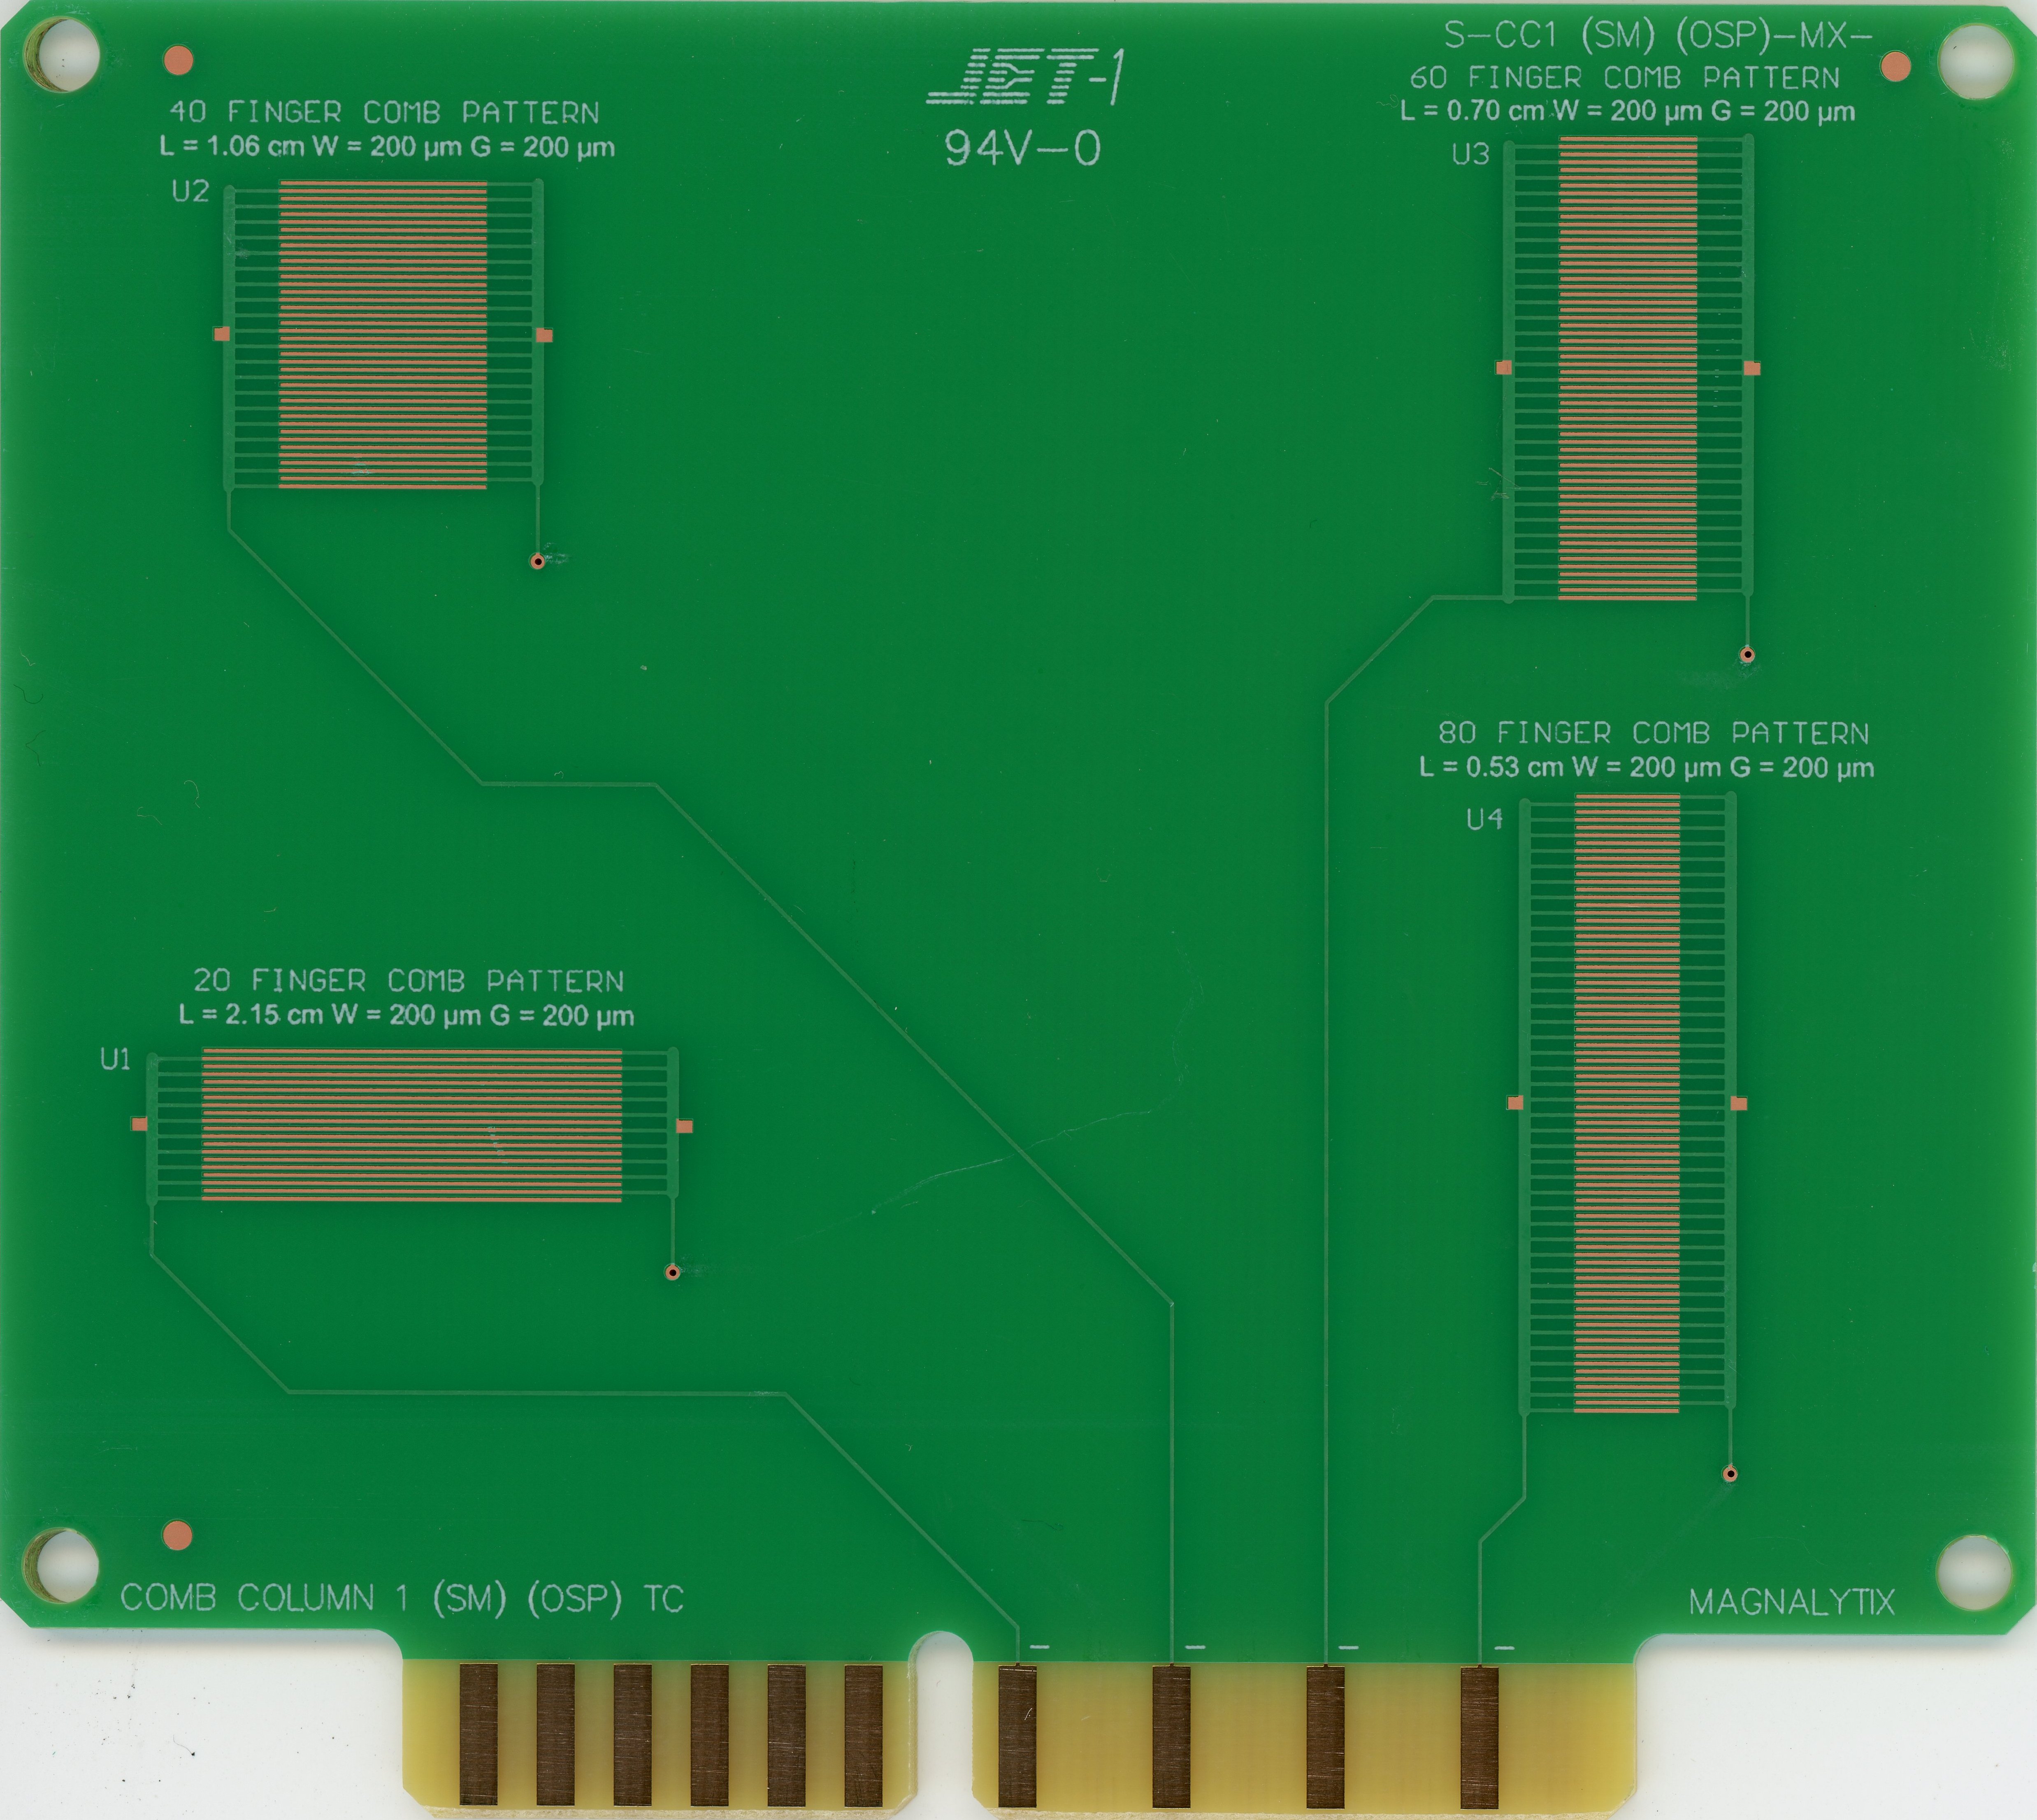 S-CC1 (SM) (OSP)-MX-
60 FINGER COMB PATTERN
L = 0.70 cm W = 200 µm G = 200 µm
U3
JET-1
94V-0
40 FINGER COMB PATTERN
L = 1.06 cm W = 200 µm G = 200 µm
U2
80 FINGER COMB PATTERN
L = 0.53 cm W = 200 µm G = 200 µm
U4
20 FINGER COMB PATTERN
L = 2.15 cm W = 200 µm G = 200 µm
U1
COMB COLUMN 1 (SM) (OSP) TC
MAGNALYTIX